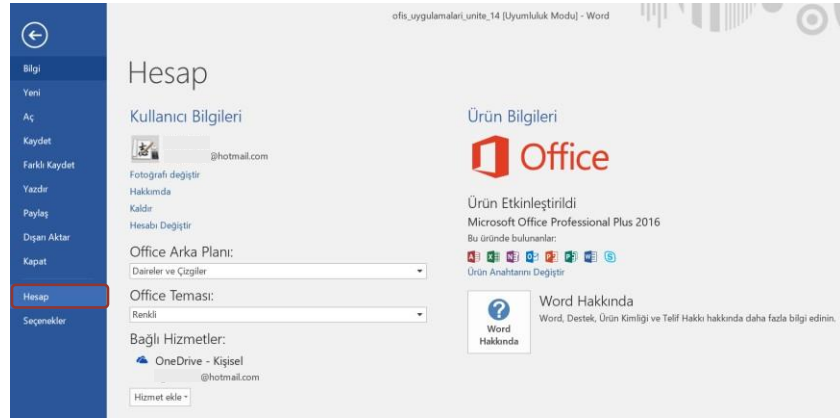 ofis_uygulamalari_unite_14 [Uyumluluk Modu] - Word
Bilgi
Yeni
Aç
Kaydet
Farklı Kaydet
Yazdır
Paylaş
Dışarı Aktar
Kapat
Hesap
Seçenekler
Hesap
Kullanıcı Bilgileri
@hotmail.com
Fotoğrafı değiştir
Hakkımda
Kaldır
Hesabı Değiştir
Office Arka Planı:
Daireler ve Çizgiler
Office Teması:
Renkli
Bağlı Hizmetler:
OneDrive - Kişisel
@hotmail.com
Hizmet ekle
Ürün Bilgileri
Office
Ürün Etkinleştirildi
Microsoft Office Professional Plus 2016
Bu üründe bulunanlar:
Ürün Anahtarını Değiştir
Word Hakkında
Word Hakkında
Word, Destek, Ürün Kimliği ve Telif Hakkı hakkında daha fazla bilgi edinin.